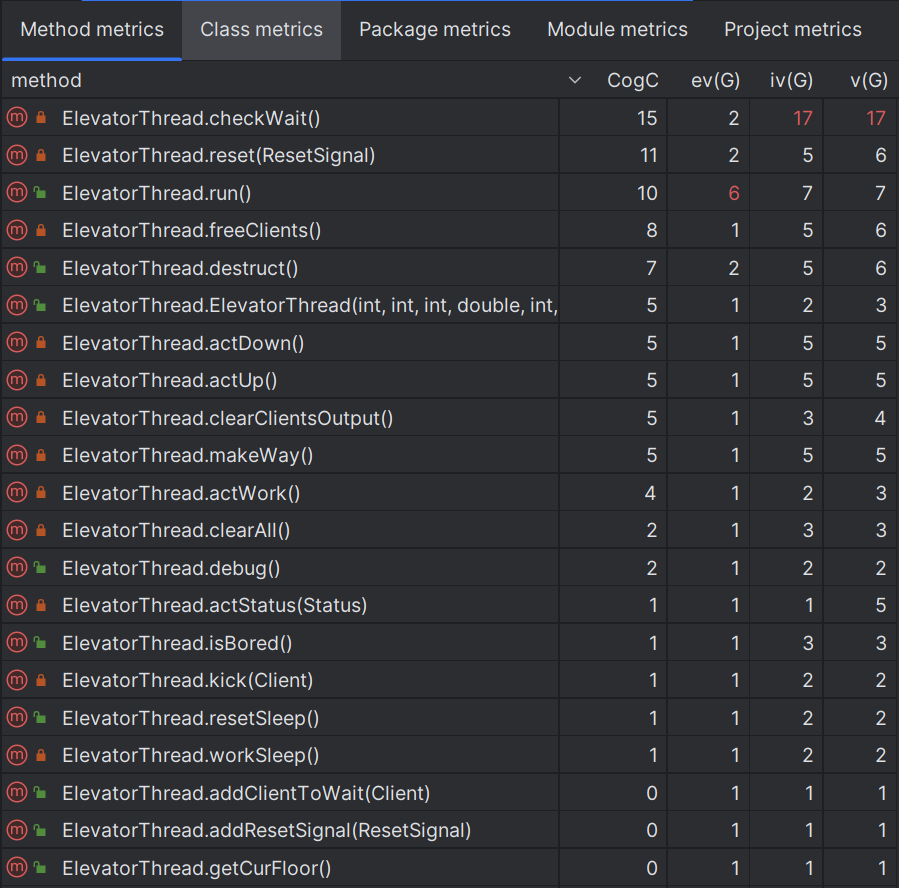 Method metrics Class metrics Package metrics Module metrics Project metrics
method CogC ev(G) iv(G) v(G)
m ElevatorThread.checkWait() 15 2 17 17
m ElevatorThread.reset(ResetSignal) 11 2 5 6
m ElevatorThread.run() 10 6 7 7
m ElevatorThread.freeClients() 8 1 5 6
m ElevatorThread.destruct() 7 2 5 6
m ElevatorThread.ElevatorThread(int, int, int, double, int, 5 1 2 3
m ElevatorThread.actDown() 5 1 5 5
m ElevatorThread.actUp() 5 1 5 5
m ElevatorThread.clearClientsOutput() 5 1 3 4
m ElevatorThread.makeWay() 5 1 5 5
m ElevatorThread.actWork() 4 1 2 3
m ElevatorThread.clearAll() 2 1 3 3
m ElevatorThread.debug() 2 1 2 2
m ElevatorThread.actStatus(Status) 1 1 1 5
m ElevatorThread.isBored() 1 1 3 3
m ElevatorThread.kick(Client) 1 1 2 2
m ElevatorThread.resetSleep() 1 1 2 2
m ElevatorThread.workSleep() 1 1 2 2
m ElevatorThread.addClientToWait(Client) 0 1 1 1
m ElevatorThread.addResetSignal(ResetSignal) 0 1 1 1
m ElevatorThread.getCurFloor() 0 1 1 1